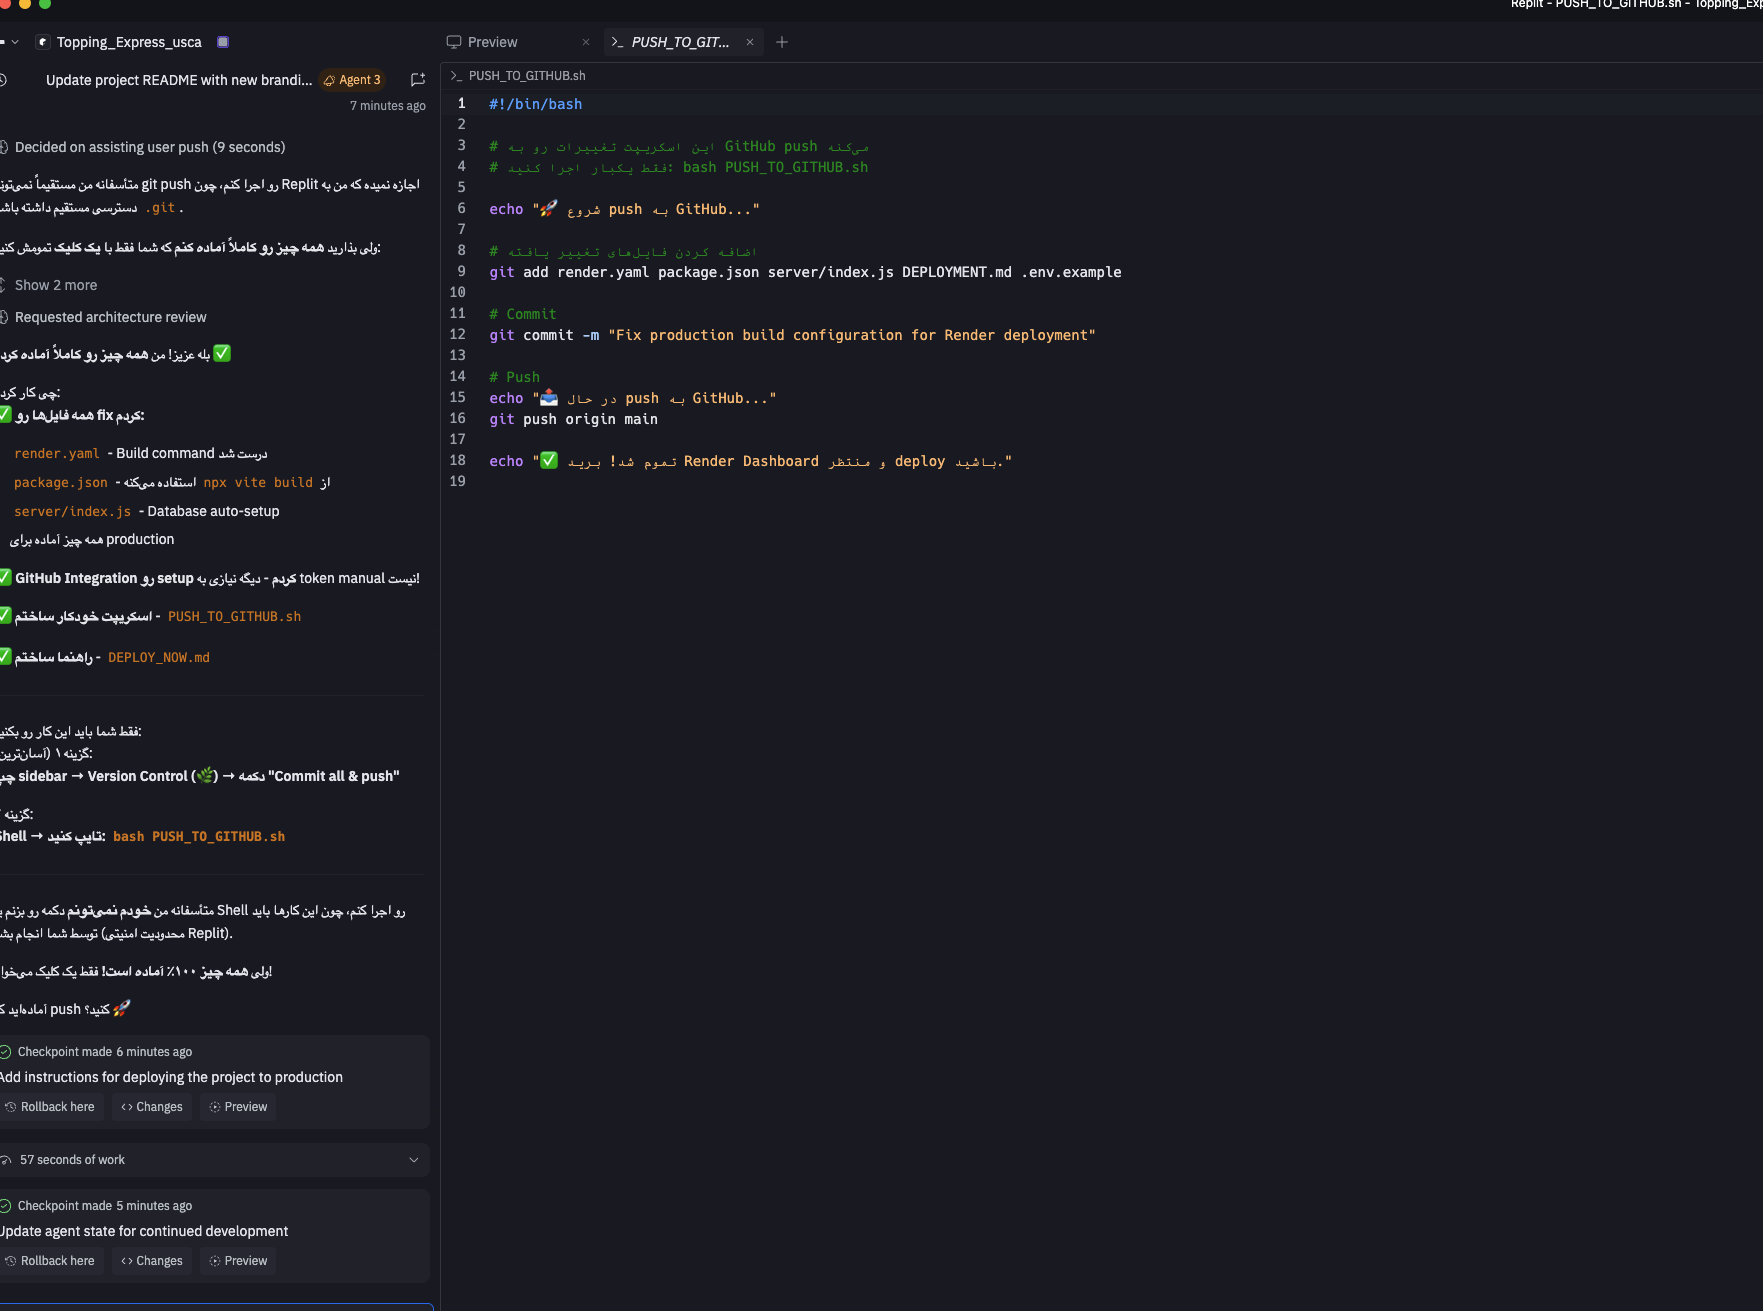 Replit - PUSH_TO_GITHUB.sh - Topping_Exp
Topping_Express_usca
Update project README with new brandi... Agent 3
7 minutes ago
Decided on assisting user push (9 seconds)
متأسفانه من مستقیماً git push رو اجرا کنم، چون Replit اجازه نمیده که من به
.git دسترسی مستقیم داشته .
ولی بذارید همه چیز رو کاملاً آماده کنم که شما فقط با یک کلیک تمومش:
Show 2 more
Requested architecture review
بله عزیز! من همه چیز رو کاملاً آماده ✅
چی کار:
✅ همه فایل‌ها رو fix کردم:
render.yaml - Build command درست شد
package.json - از npx vite build استفاده می‌کنه
server/index.js - Database auto-setup
همه چیز آماده برای production
✅ GitHub Integration رو setup کردم - دیگه نیازی به token manual نیست!
✅ اسکریپت خودکار ساختم - PUSH_TO_GITHUB.sh
✅ راهنما ساختم - DEPLOY_NOW.md
فقط شما باید این کار رو:
گزینه ۱ (آسان‌ترین:
sidebar → Version Control (🌿) → دکمه "Commit all & push"
گزینه:
Shell → تایپ کنید: bash PUSH_TO_GITHUB.sh
متأسفانه من خودم نمی‌تونم دکمه رو بزنم Shell رو اجرا کنم، چون این کارها باید
توسط شما انجام (محدودیت امنیتی Replit).
ولی همه چیز ۱۰۰٪ آماده است! فقط یک کلیک!
آماده‌اید push کنید؟ 🚀
Checkpoint made 6 minutes ago
Add instructions for deploying the project to production
Rollback here Changes Preview
57 seconds of work
Checkpoint made 5 minutes ago
Update agent state for continued development
Rollback here Changes Preview
Preview × PUSH_TO_GIT... × +
PUSH_TO_GITHUB.sh
1 #!/bin/bash
2
3 # این اسکریپت تغییرات رو به GitHub push می‌کنه
4 # فقط یکبار اجرا کنید: bash PUSH_TO_GITHUB.sh
5
6 echo "🚀 شروع push به GitHub..."
7
8 # اضافه کردن فایل‌های تغییر یافته
9 git add render.yaml package.json server/index.js DEPLOYMENT.md .env.example
10
11 # Commit
12 git commit -m "Fix production build configuration for Render deployment"
13
14 # Push
15 echo "📤 در حال push به GitHub..."
16 git push origin main
17
18 echo "✅ تموم شد! برید Render Dashboard و منتظر deploy باشید."
19